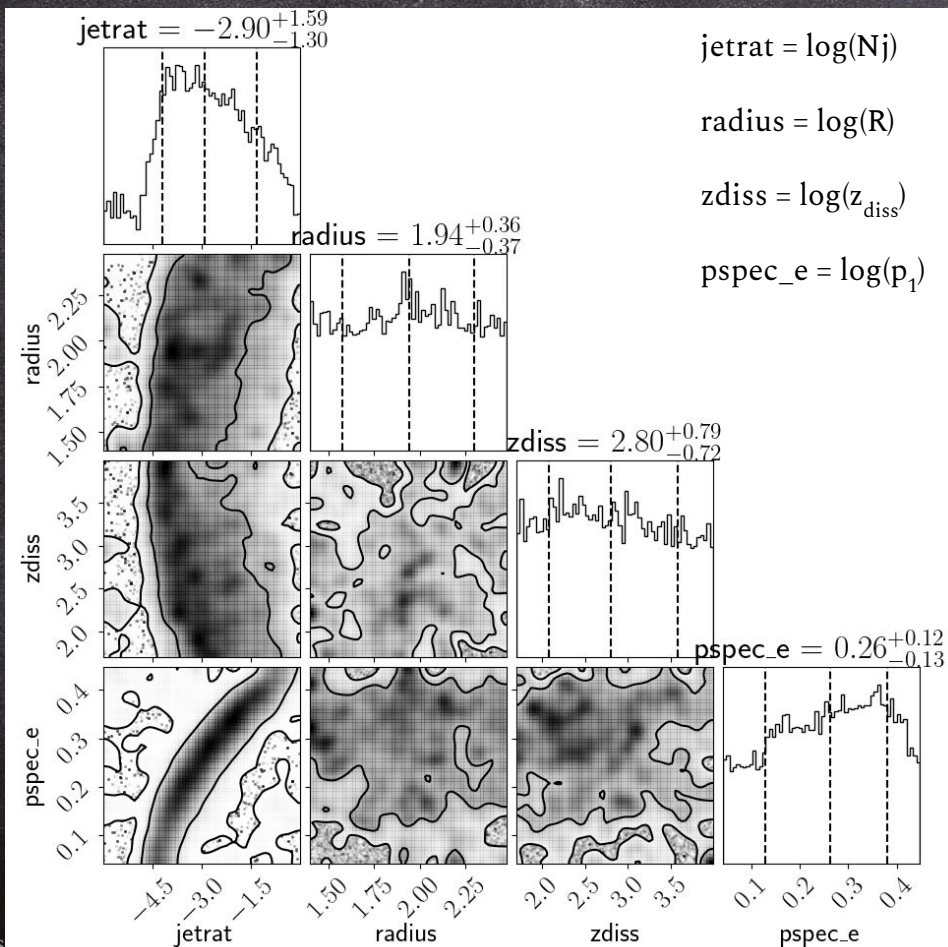 jetrat = −2.90^{+1.59}_{−1.30}
jetrat = log(Nj)
radius = log(R)
zdiss = log(z_{diss})
pspec_e = log(p_1)
radius = 1.94^{+0.36}_{−0.37}
radius
2.25
2.00
1.75
1.50
zdiss = 2.80^{+0.79}_{−0.72}
zdiss
3.5
3.0
2.5
2.0
pspec_e = 0.26^{+0.12}_{−0.13}
pspec_e
0.4
0.3
0.2
0.1
−4.5 −3.0 −1.5
1.50 1.75 2.00 2.25
2.0 2.5 3.0 3.5
0.1 0.2 0.3 0.4
jetrat radius zdiss pspec_e